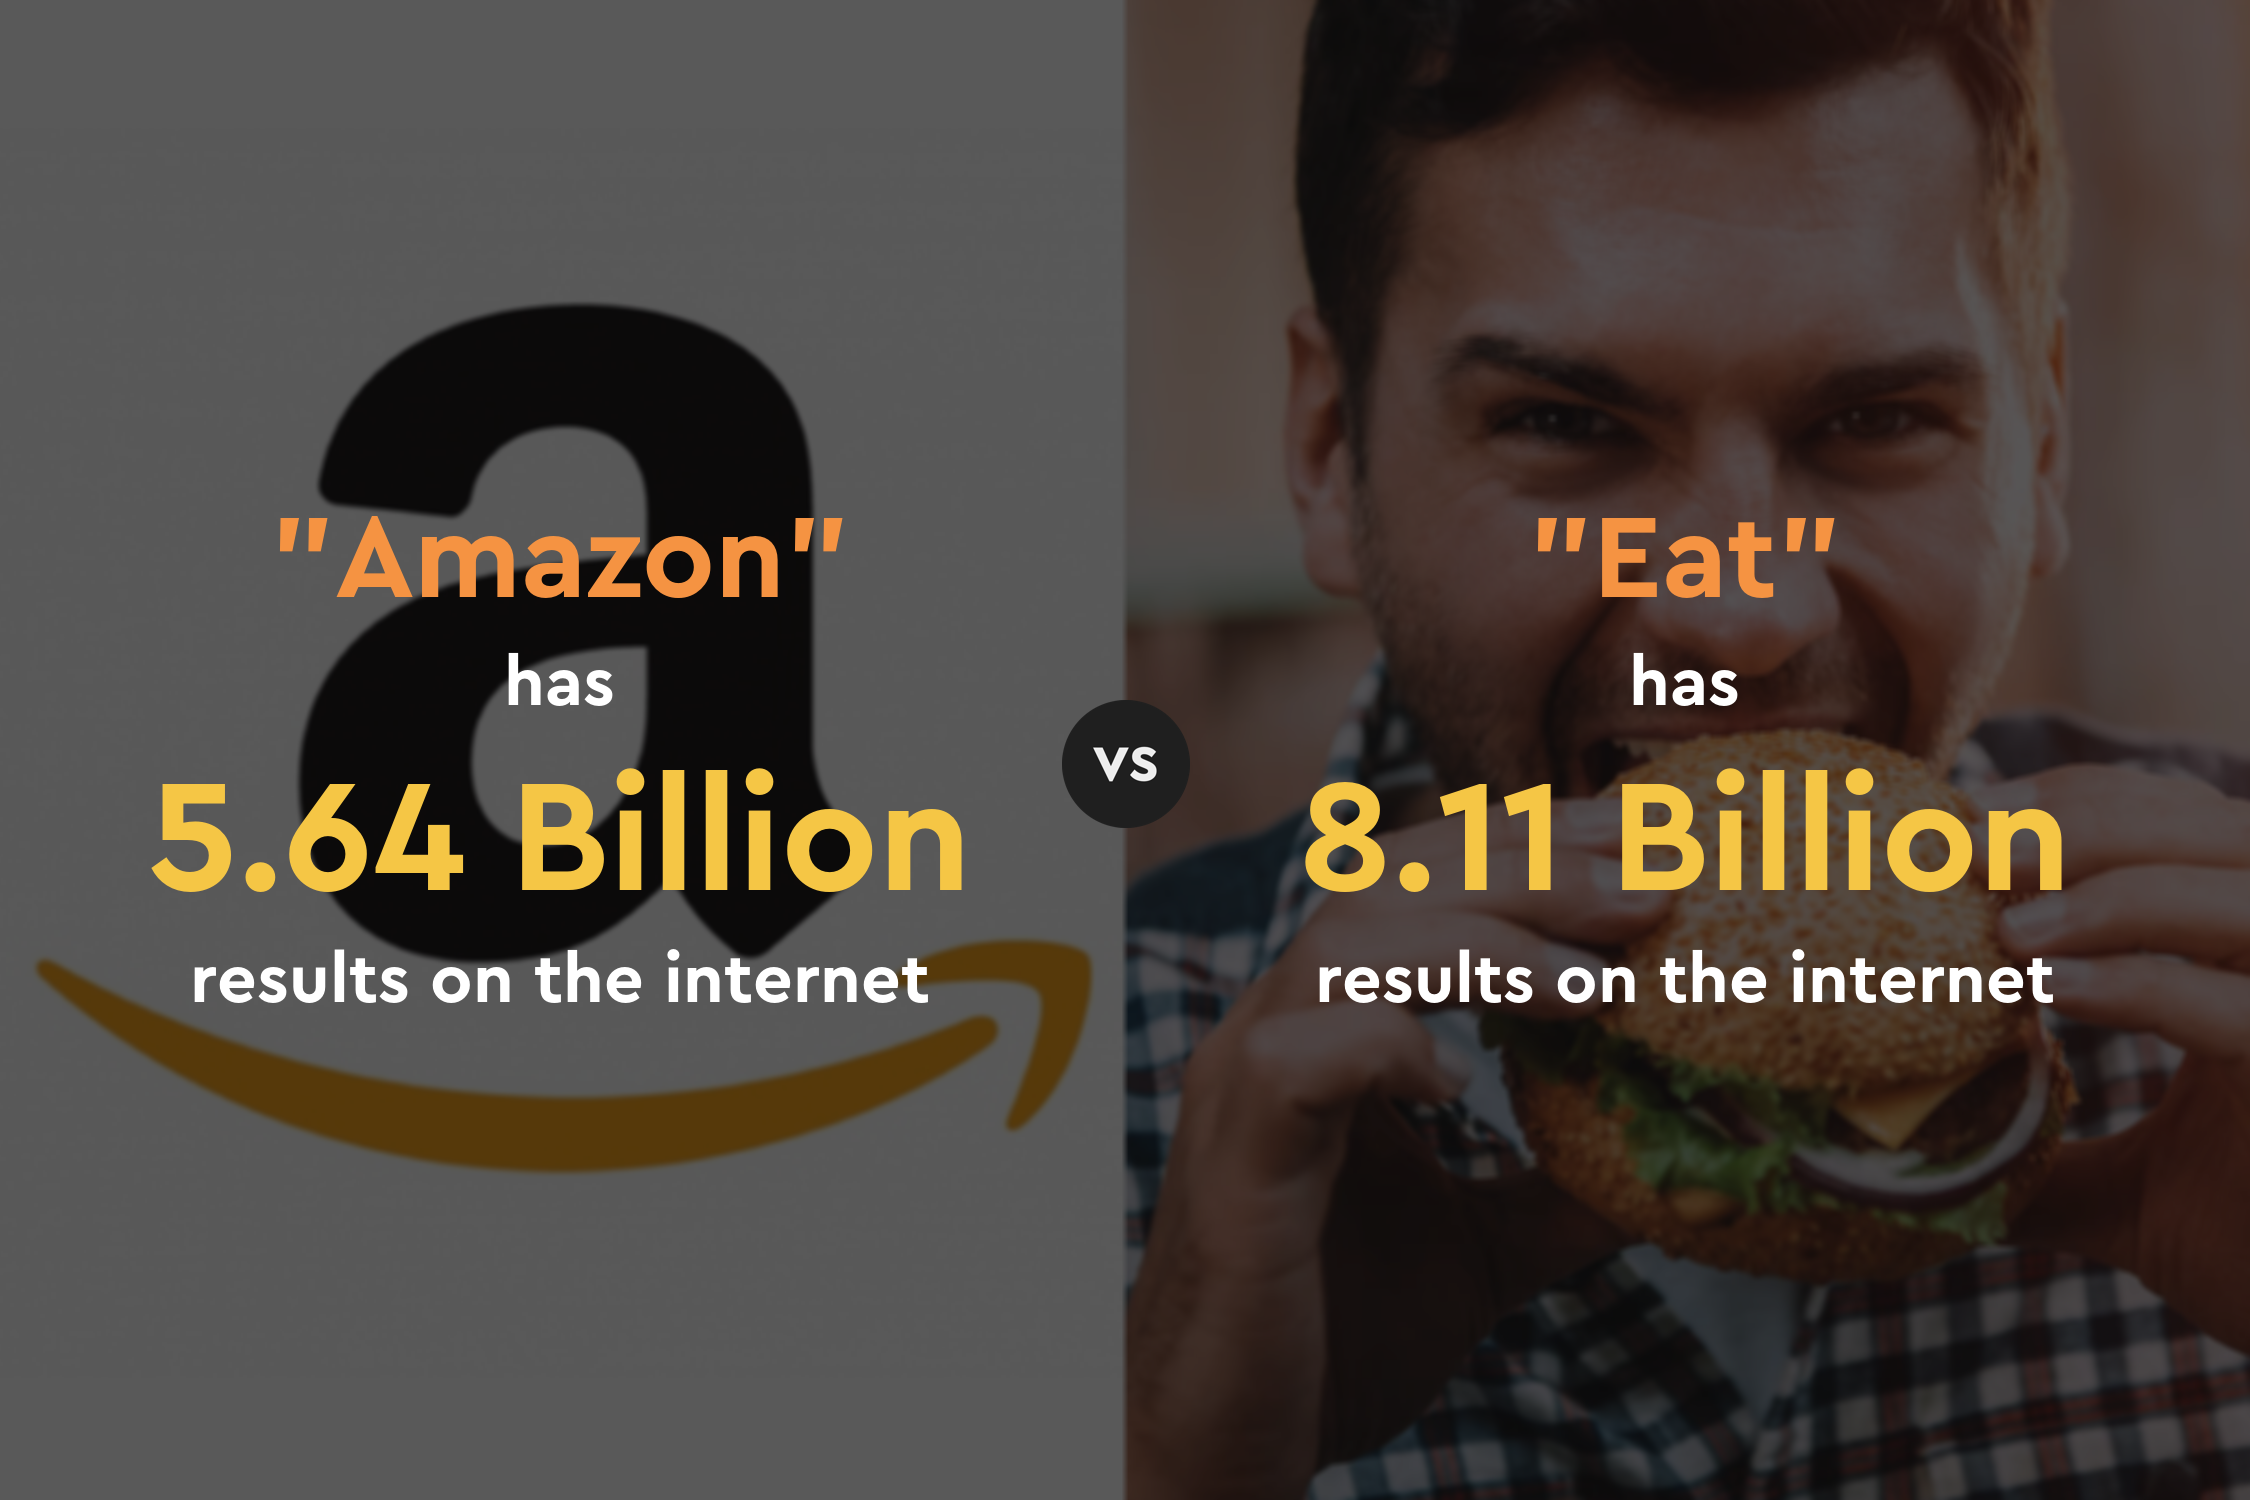 "Amazon"
has
5.64 Billion
results on the internet
vs
"Eat"
has
8.11 Billion
results on the internet